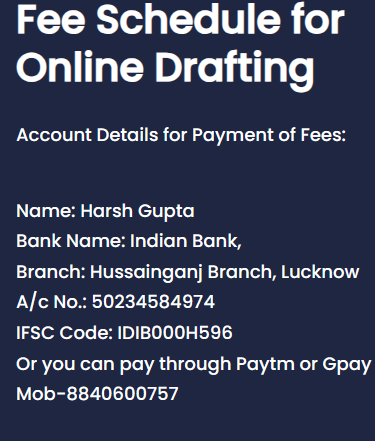 Fee Schedule for
Online Drafting
Account Details for Payment of Fees:
Name: Harsh Gupta
Bank Name: Indian Bank,
Branch: Hussainganj Branch, Lucknow
A/c No.: 50234584974
IFSC Code: IDIB000H596
Or you can pay through Paytm or Gpay
Mob-8840600757